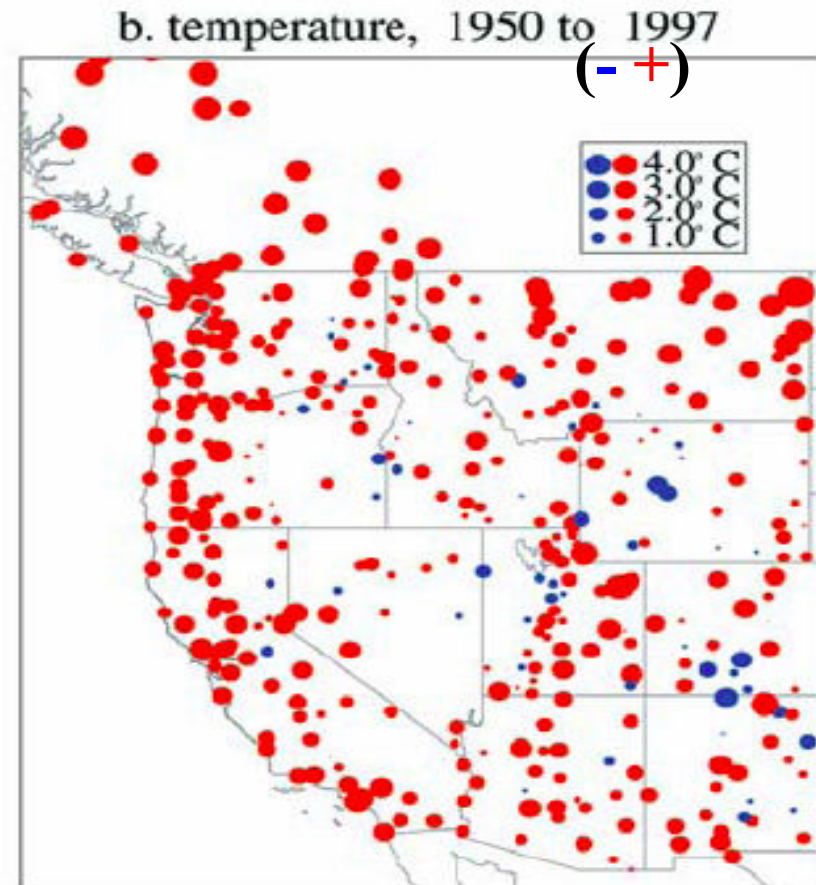 b. temperature, 1950 to 1997
(- +)
4.0° C
3.0° C
2.0° C
1.0° C